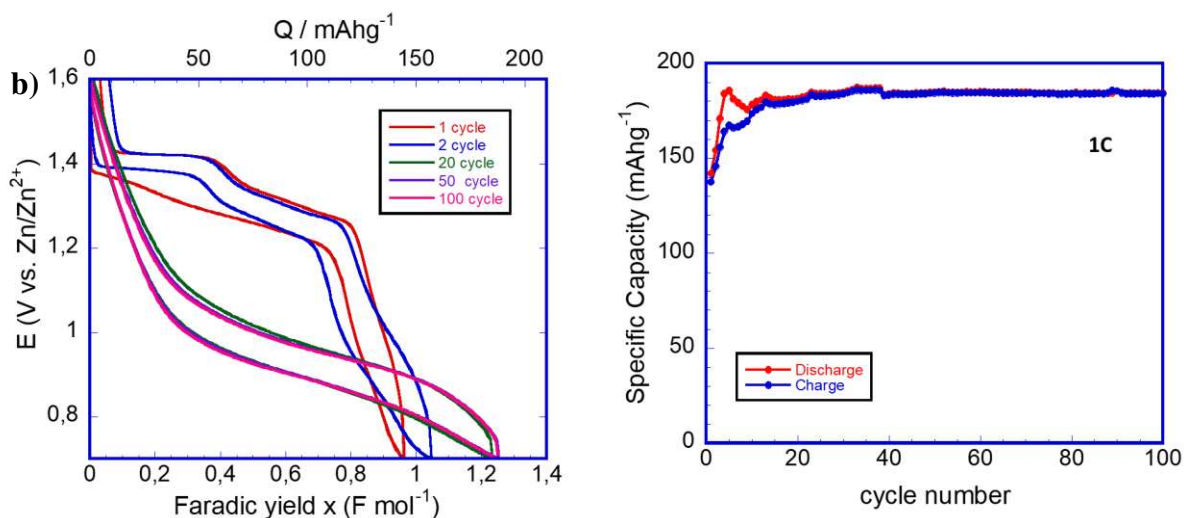 b)
Q / mAhg⁻¹
0 50 100 150 200
1,6
1,4
1,2
1
0,8
E (V vs. Zn/Zn²⁺)
1 cycle
2 cycle
20 cycle
50 cycle
100 cycle
0 0,2 0,4 0,6 0,8 1 1,2 1,4
Faradic yield x (F mol⁻¹)
200
150
100
50
0
Specific Capacity (mAhg⁻¹)
1C
Discharge
Charge
0 20 40 60 80 100
cycle number